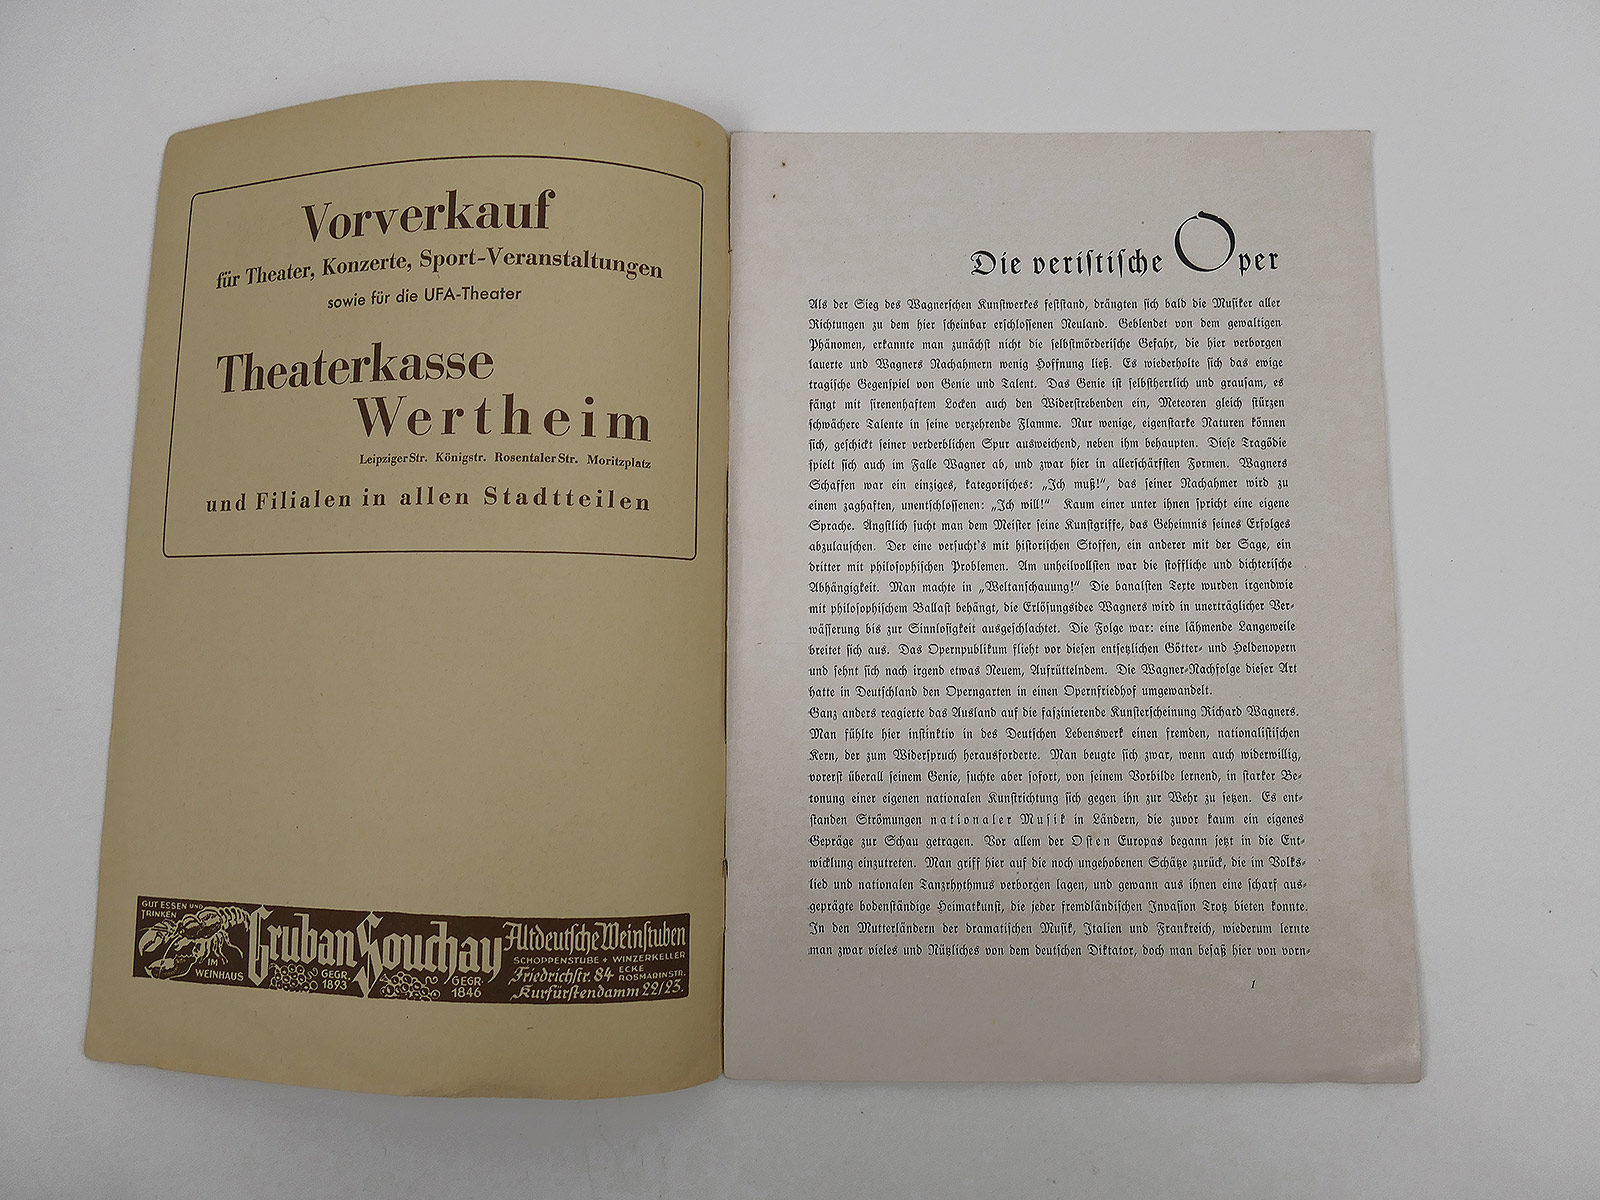 Vorverkauf
für Theater, Konzerte, Sport-Veranstaltungen
sowie für die UFA-Theater
Theaterkasse
Wertheim
Leipziger Str. Königstr. Rosentaler Str. Moritzplatz
und Filialen in allen Stadtteilen
GUT ESSEN UND
TRINKEN
IM
WEINHAUS
Gruban Souchay
GEGR.
1893
GEGR.
1846
Altdeutsche Weinstuben
SCHOPPENSTUBE + WINZERKELLER
Friedrichstr. 84 ECKE ROSMARINSTR.
Kurfürstendamm 22/23.
Die veristische Oper
Als der Sieg des Wagnerschen Kunstwerkes feststand, drängten sich bald die Musiker aller
Richtungen zu dem hier scheinbar erschlossenen Neuland. Geblendet von dem gewaltigen
Phänomen, erkannte man zunächst nicht die selbstmörderische Gefahr, die hier verborgen
lauerte und Wagners Nachahmern wenig Hoffnung ließ. Es wiederholte sich das ewige
tragische Gegenspiel von Genie und Talent. Das Genie ist selbstherrlich und grausam, es
fängt mit sirenenhaftem Locken auch den Widerstrebenden ein, Meteoren gleich stürzen
schwächere Talente in seine verzehrende Flamme. Nur wenige, eigenstarke Naturen können
sich, geschickt seiner verderblichen Spur ausweichend, neben ihm behaupten. Diese Tragödie
spielt sich auch im Falle Wagner ab, und zwar hier in allerschärfsten Formen. Wagners
Schaffen war ein einziges, kategorisches: „Ich muß!“, das seiner Nachahmer wird zu
einem zaghaften, unentschlossenen: „Ich will!“ Kaum einer unter ihnen spricht eine eigene
Sprache. Ängstlich sucht man dem Meister seine Kunstgriffe, das Geheimnis seines Erfolges
abzulauschen. Der eine versucht's mit historischen Stoffen, ein anderer mit der Sage, ein
dritter mit philosophischen Problemen. Am unheilvollsten war die stoffliche und dichterische
Abhängigkeit. Man machte in „Weltanschauung!“ Die banalsten Texte wurden irgendwie
mit philosophischem Ballast behängt, die Erlösungsidee Wagners wird in unerträglicher Ver-
wässerung bis zur Sinnlosigkeit ausgeschlachtet. Die Folge war: eine lähmende Langeweile
breitet sich aus. Das Opernpublikum flieht vor diesen entsetzlichen Götter- und Heldenopern
und sehnt sich nach irgend etwas Neuem, Aufrüttelndem. Die Wagner-Nachfolge dieser Art
hatte in Deutschland den Operngarten in einen Opernfriedhof umgewandelt.
Ganz anders reagierte das Ausland auf die faszinierende Kunsterscheinung Richard Wagners.
Man fühlte hier instinktiv in des Deutschen Lebenswerk einen fremden, nationalistischen
Kern, der zum Widerspruch herausforderte. Man beugte sich zwar, wenn auch widerwillig,
vorerst überall seinem Genie, suchte aber sofort, von seinem Vorbilde lernend, in starker Be-
tonung einer eigenen nationalen Kunstrichtung sich gegen ihn zur Wehr zu setzen. Es ent-
standen Strömungen nationaler Musik in Ländern, die zuvor kaum ein eigenes
Gepräge zur Schau getragen. Vor allem der Osten Europas begann jetzt in die Ent-
wicklung einzutreten. Man griff hier auf die noch ungehobenen Schätze zurück, die im Volks-
lied und nationalen Tanzrhythmus verborgen lagen, und gewann aus ihnen eine scharf aus-
geprägte bodenständige Heimatkunst, die jeder fremdländischen Invasion Trotz bieten konnte.
In den Mutterländern der dramatischen Musik, Italien und Frankreich, wiederum lernte
man zwar vieles und Nützliches von dem deutschen Diktator, doch man besaß hier von vorn-
1